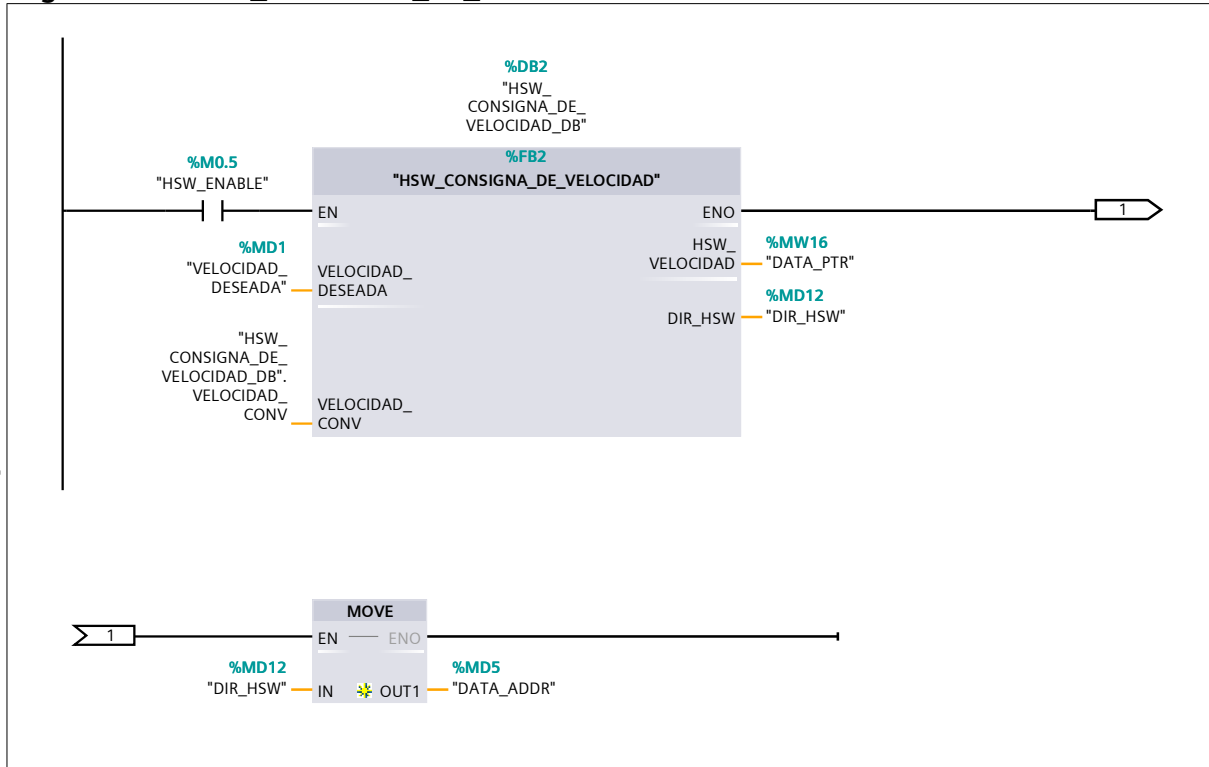 %DB2
"HSW_
CONSIGNA_DE_
VELOCIDAD_DB"
%M0.5
"HSW_ENABLE"
%FB2
"HSW_CONSIGNA_DE_VELOCIDAD"
EN
ENO
1
%MD1
"VELOCIDAD_
DESEADA"
VELOCIDAD_
DESEADA
HSW_
VELOCIDAD
%MW16
"DATA_PTR"
DIR_HSW
%MD12
"DIR_HSW"
"HSW_
CONSIGNA_DE_
VELOCIDAD_DB".
VELOCIDAD_
CONV
VELOCIDAD_
CONV
1
MOVE
EN
ENO
%MD12
"DIR_HSW"
IN
OUT1
%MD5
"DATA_ADDR"